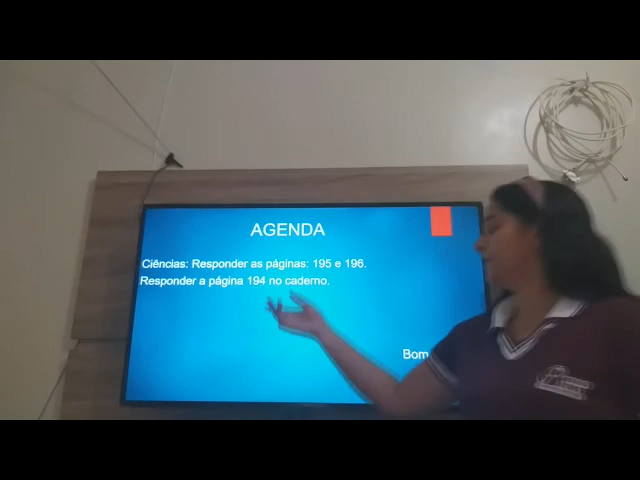 AGENDA
Ciências: Responder as páginas: 195 e 196.
Responder a página 194 no caderno.
Bom